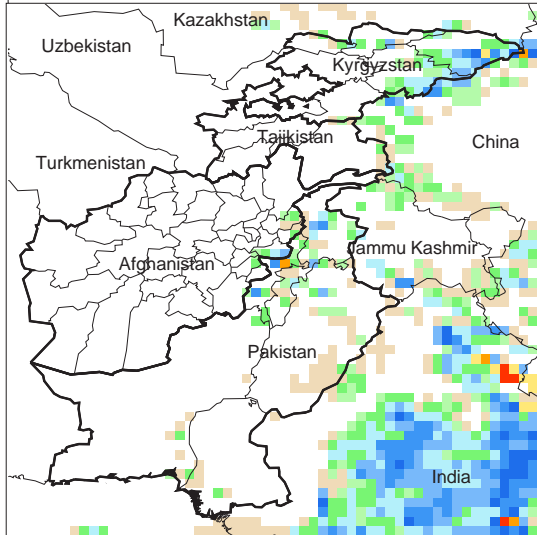 Kazakhstan
Uzbekistan
Kyrgyzstan
Tajikistan
China
Turkmenistan
Jammu Kashmir
Afghanistan
Pakistan
India